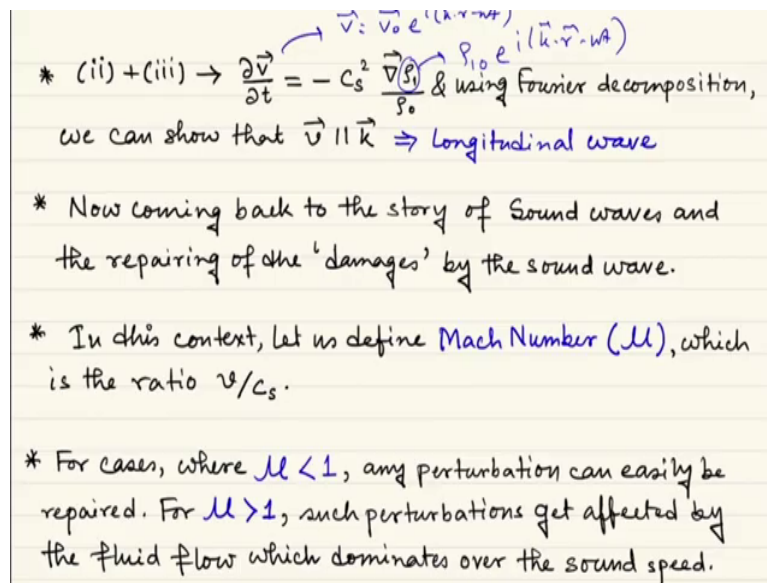 v⃗ = v⃗₀ e^{i(k⃗·r⃗-ωt)}
* (ii) + (iii) → ∂v⃗/∂t = - C_s² ∇⃗ρ₁/ρ₀ & using Fourier decomposition,
ρ₁₀ e^{i(k⃗·r⃗-ωt)}
we can show that v⃗ || k⃗ ⇒ Longitudinal wave
* Now coming back to the story of Sound waves and
the repairing of the 'damages' by the sound wave.
* In this context, let us define Mach Number (M), which
is the ratio v/C_s.
* For cases, where M < 1, any perturbation can easily be
repaired. For M > 1, such perturbations get affected by
the fluid flow which dominates over the sound speed.